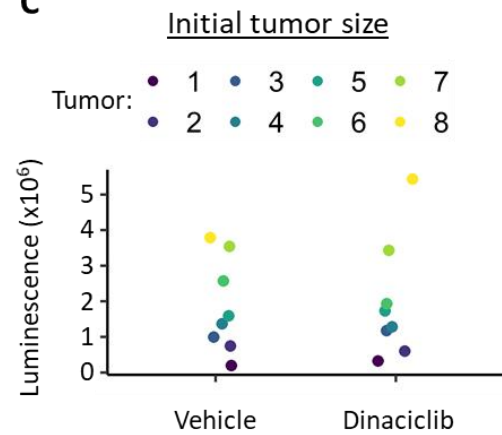 C
Initial tumor size
Tumor: 1 3 5 7
2 4 6 8
Luminescence (x10⁶)
5
4
3
2
1
0
Vehicle Dinaciclib